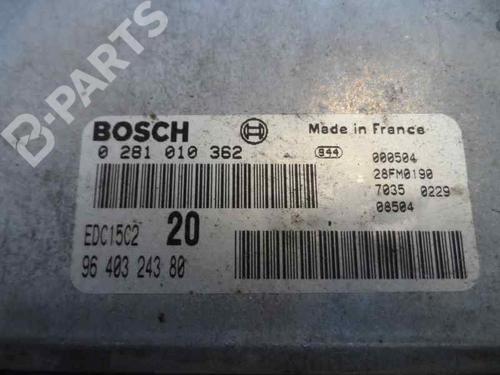 B-PARTS
BOSCH Made in France
0 281 010 362 S44 000504
28FM0190
7035 0229
08504
EDC15C2 20
96 403 243 80